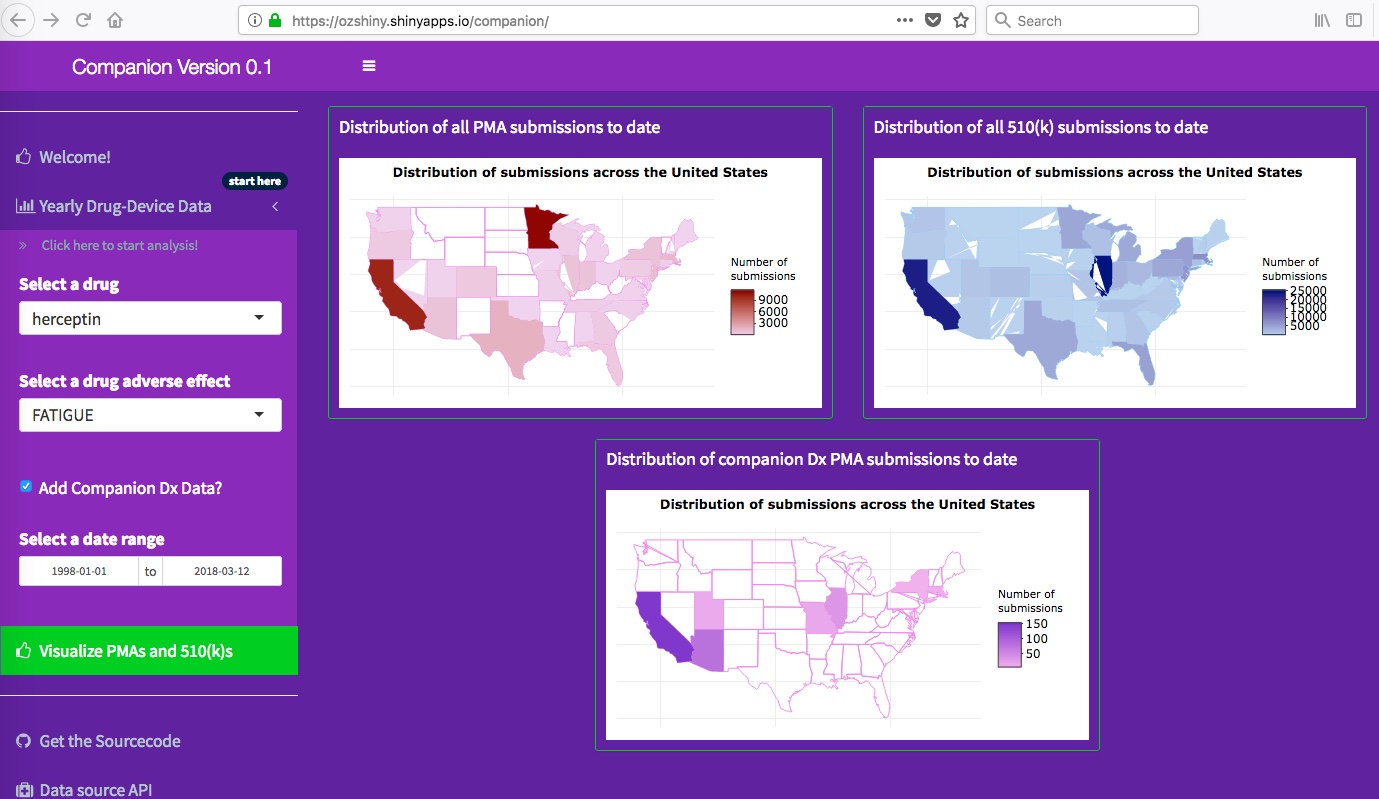 https://ozshiny.shinyapps.io/companion/
Search
Companion Version 0.1
Welcome!
start here
Yearly Drug-Device Data
Click here to start analysis!
Select a drug
herceptin
Select a drug adverse effect
FATIGUE
Add Companion Dx Data?
Select a date range
1998-01-01 to 2018-03-12
Visualize PMAs and 510(k)s
Get the Sourcecode
Data source API
Distribution of all PMA submissions to date
Distribution of submissions across the United States
Number of
submissions
9000
6000
3000
Distribution of all 510(k) submissions to date
Distribution of submissions across the United States
Number of
submissions
25000
20000
15000
10000
5000
Distribution of companion Dx PMA submissions to date
Distribution of submissions across the United States
Number of
submissions
150
100
50